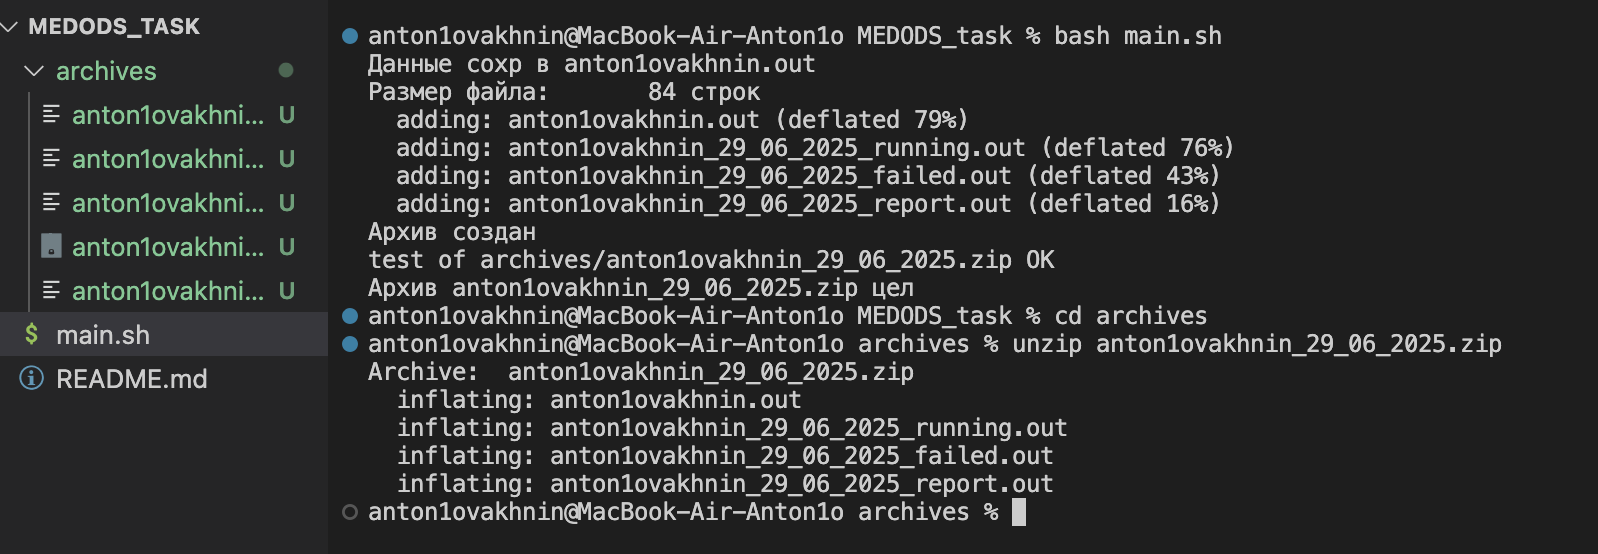 MEDODS_TASK
archives
anton1ovakhni... U
anton1ovakhni... U
anton1ovakhni... U
anton1ovakhni... U
anton1ovakhni... U
$ main.sh
README.md
anton1ovakhnin@MacBook-Air-Anton1o MEDODS_task % bash main.sh
Данные сохр в anton1ovakhnin.out
Размер файла:       84 строк
  adding: anton1ovakhnin.out (deflated 79%)
  adding: anton1ovakhnin_29_06_2025_running.out (deflated 76%)
  adding: anton1ovakhnin_29_06_2025_failed.out (deflated 43%)
  adding: anton1ovakhnin_29_06_2025_report.out (deflated 16%)
Архив создан
test of archives/anton1ovakhnin_29_06_2025.zip OK
Архив anton1ovakhnin_29_06_2025.zip цел
anton1ovakhnin@MacBook-Air-Anton1o MEDODS_task % cd archives
anton1ovakhnin@MacBook-Air-Anton1o archives % unzip anton1ovakhnin_29_06_2025.zip
Archive:  anton1ovakhnin_29_06_2025.zip
  inflating: anton1ovakhnin.out
  inflating: anton1ovakhnin_29_06_2025_running.out
  inflating: anton1ovakhnin_29_06_2025_failed.out
  inflating: anton1ovakhnin_29_06_2025_report.out
anton1ovakhnin@MacBook-Air-Anton1o archives %